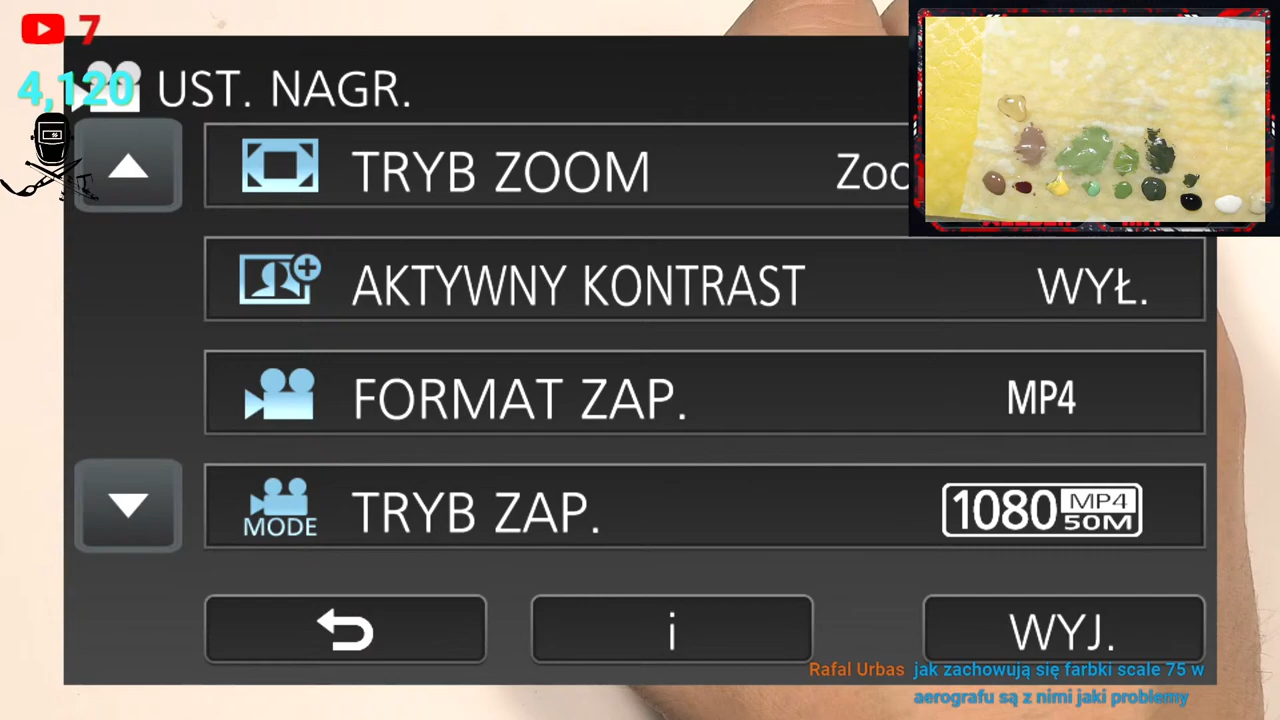 7
4,120
UST. NAGR.
TRYB ZOOM
AKTYWNY KONTRAST WYŁ.
FORMAT ZAP. MP4
MODE TRYB ZAP. 1080 MP4 50M
i WYJ.
Rafal Urbas jak zachowują się farbki scale 75 w
aerografu są z nimi jaki problemy